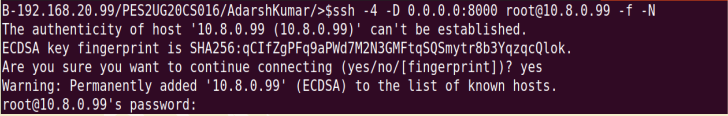 B-192.168.20.99/PES2UG20CS016/AdarshKumar/>$ssh -4 -D 0.0.0.0:8000 root@10.8.0.99 -f -N
The authenticity of host '10.8.0.99 (10.8.0.99)' can't be established.
ECDSA key fingerprint is SHA256:qCIfZgPFq9aPWd7M2N3GMFtqSQSmytr8b3YqzqcQlok.
Are you sure you want to continue connecting (yes/no/[fingerprint])? yes
Warning: Permanently added '10.8.0.99' (ECDSA) to the list of known hosts.
root@10.8.0.99's password: